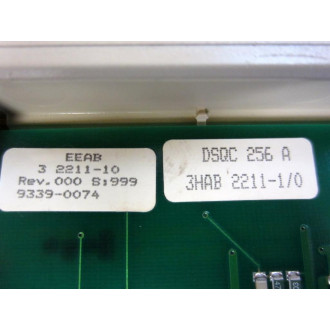 EEAB
3 2211-10
Rev.000 S:999
9339-0074
DSQC 256 A
3HAB 2211-1/0